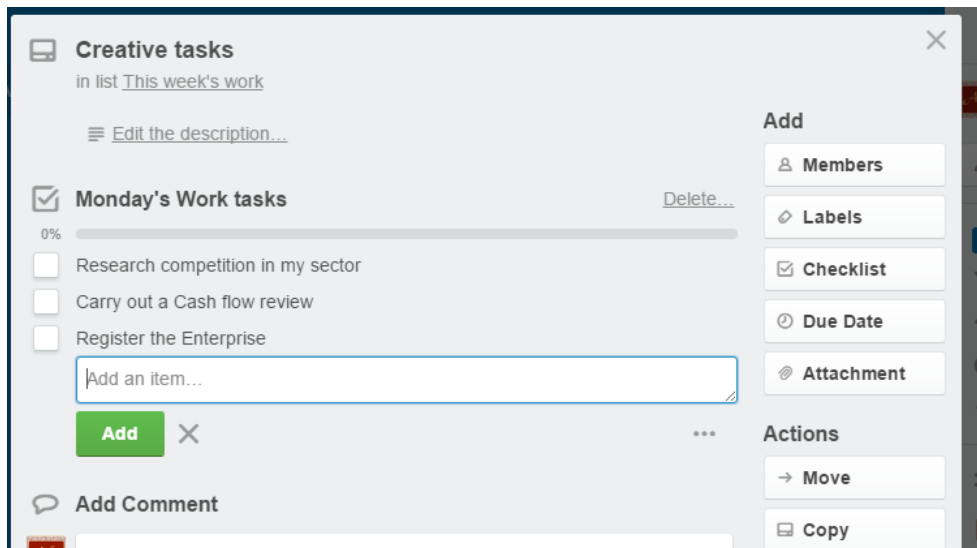 Creative tasks
in list This week's work
Edit the description...
Monday's Work tasks
Delete...
0%
Research competition in my sector
Carry out a Cash flow review
Register the Enterprise
Add an item...
Add
Add Comment
Add
Members
Labels
Checklist
Due Date
Attachment
Actions
Move
Copy